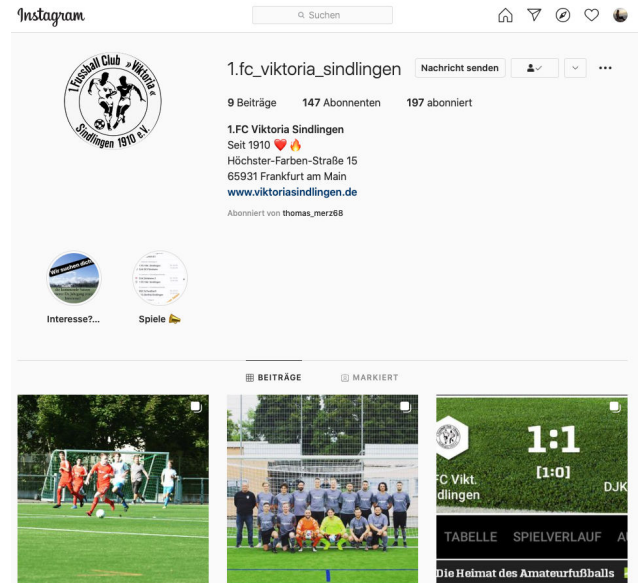 Instagram
Suchen
1 Fussball Club »Viktoria«
Sindlingen 1910 e.V.
1.fc_viktoria_sindlingen
Nachricht senden
9 Beiträge 147 Abonnenten 197 abonniert
1.FC Viktoria Sindlingen
Seit 1910 ❤️🔥
Höchster-Farben-Straße 15
65931 Frankfurt am Main
www.viktoriasindlingen.de
Abonniert von thomas_merz68
Wir suchen dich
Interesse?...
Spiele
BEITRÄGE
MARKIERT
1:1
[1:0]
FC Vikt.
dlingen
DJK
TABELLE SPIELVERLAUF
Die Heimat des Amateurfußballs